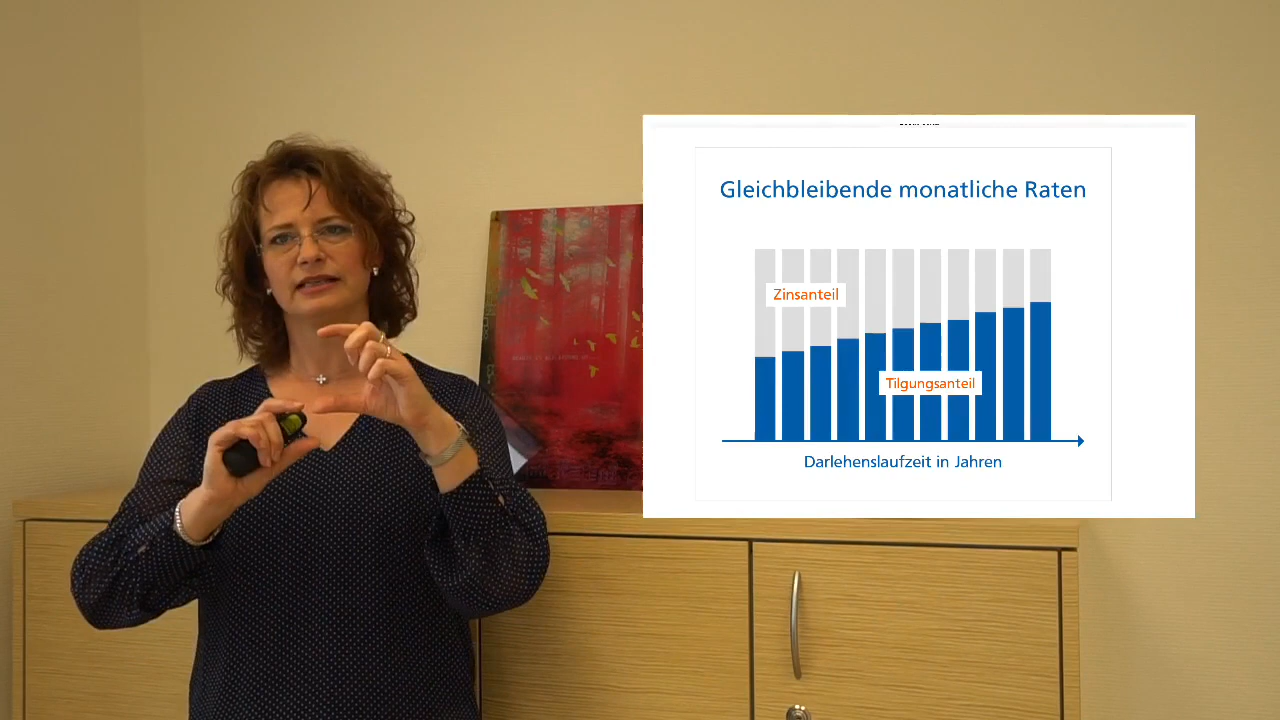 Gleichbleibende monatliche Raten
Zinsanteil
Tilgungsanteil
Darlehenslaufzeit in Jahren